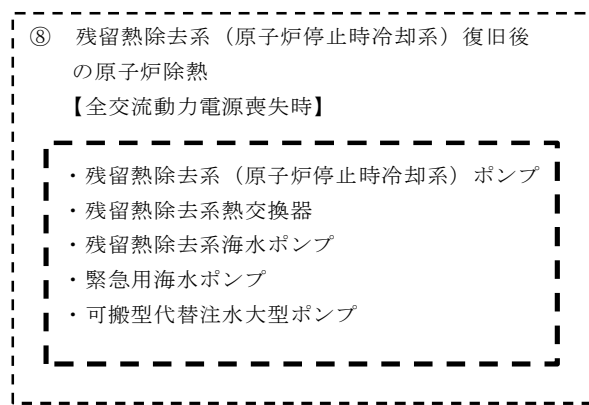 ⑧ 残留熱除去系（原子炉停止時冷却系）復旧後
の原子炉除熱
【全交流動力電源喪失時】
・残留熱除去系（原子炉停止時冷却系）ポンプ
・残留熱除去系熱交換器
・残留熱除去系海水ポンプ
・緊急用海水ポンプ
・可搬型代替注水大型ポンプ